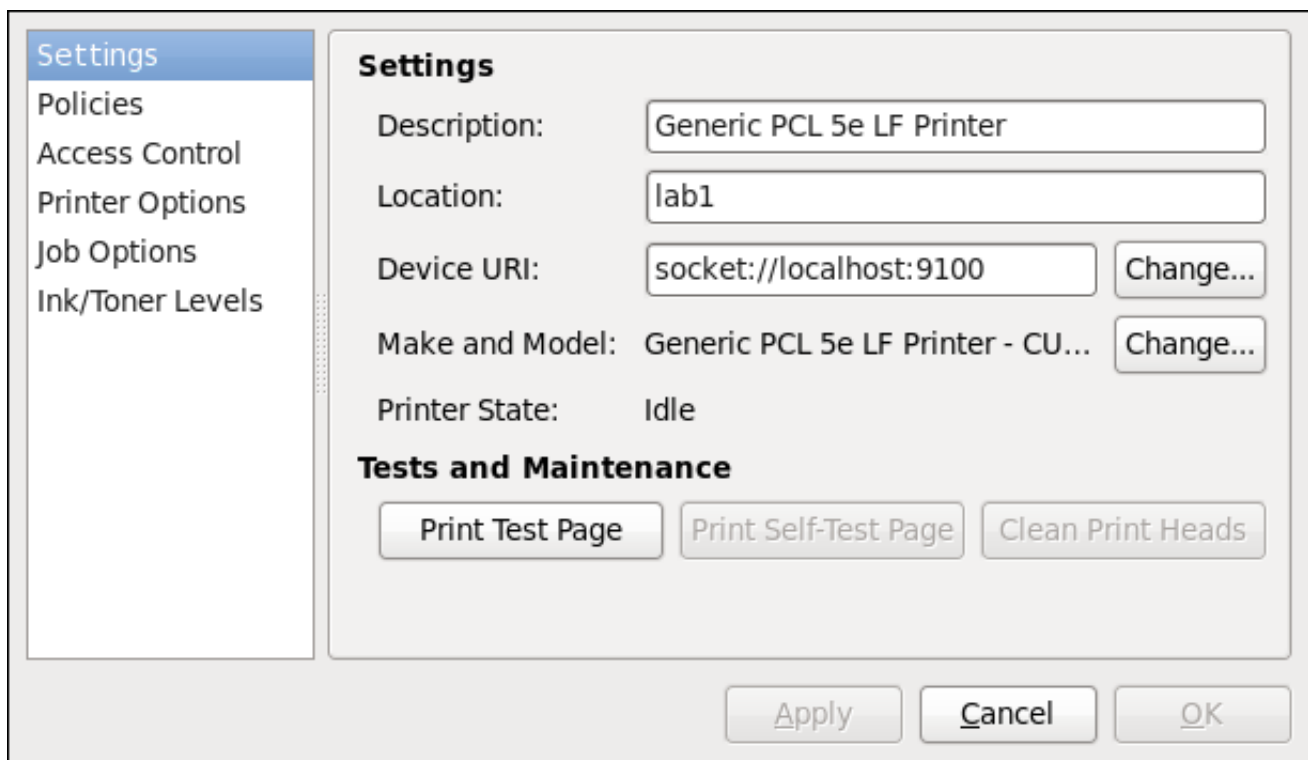 Settings
Policies
Access Control
Printer Options
Job Options
Ink/Toner Levels
Settings
Description: Generic PCL 5e LF Printer
Location: lab1
Device URI: socket://localhost:9100 Change...
Make and Model: Generic PCL 5e LF Printer - CU... Change...
Printer State: Idle
Tests and Maintenance
Print Test Page Print Self-Test Page Clean Print Heads
Apply Cancel OK